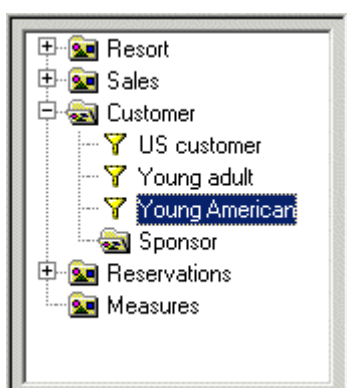 Resort
Sales
Customer
US customer
Young adult
Young American
Sponsor
Reservations
Measures